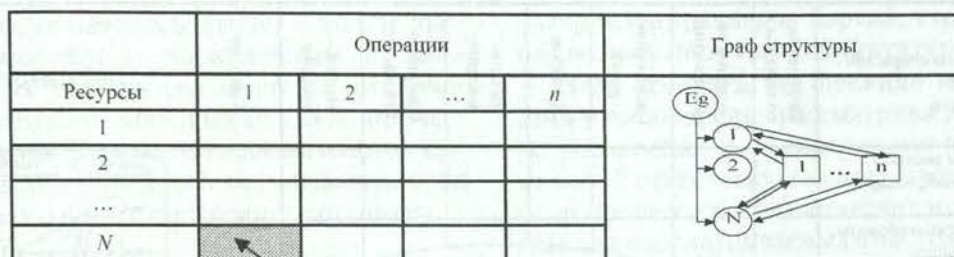 Операции
Граф структуры
Ресурсы 1 2 ... n
1
2
...
N
Eg
1
2
1 ... n
N